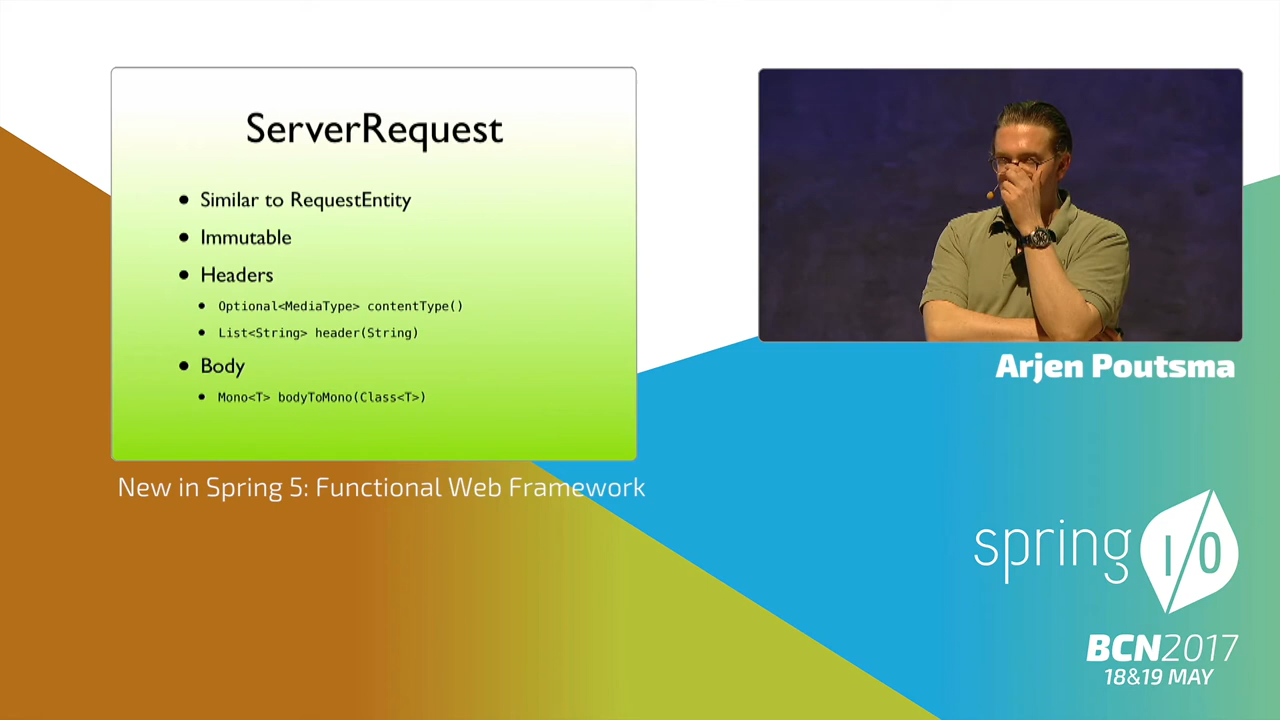 ServerRequest
• Similar to RequestEntity
• Immutable
• Headers
• Optional<MediaType> contentType()
• List<String> header(String)
• Body
• Mono<T> bodyToMono(Class<T>)
New in Spring 5: Functional Web Framework
Arjen Poutsma
spring I/O
BCN2017
18&19 MAY